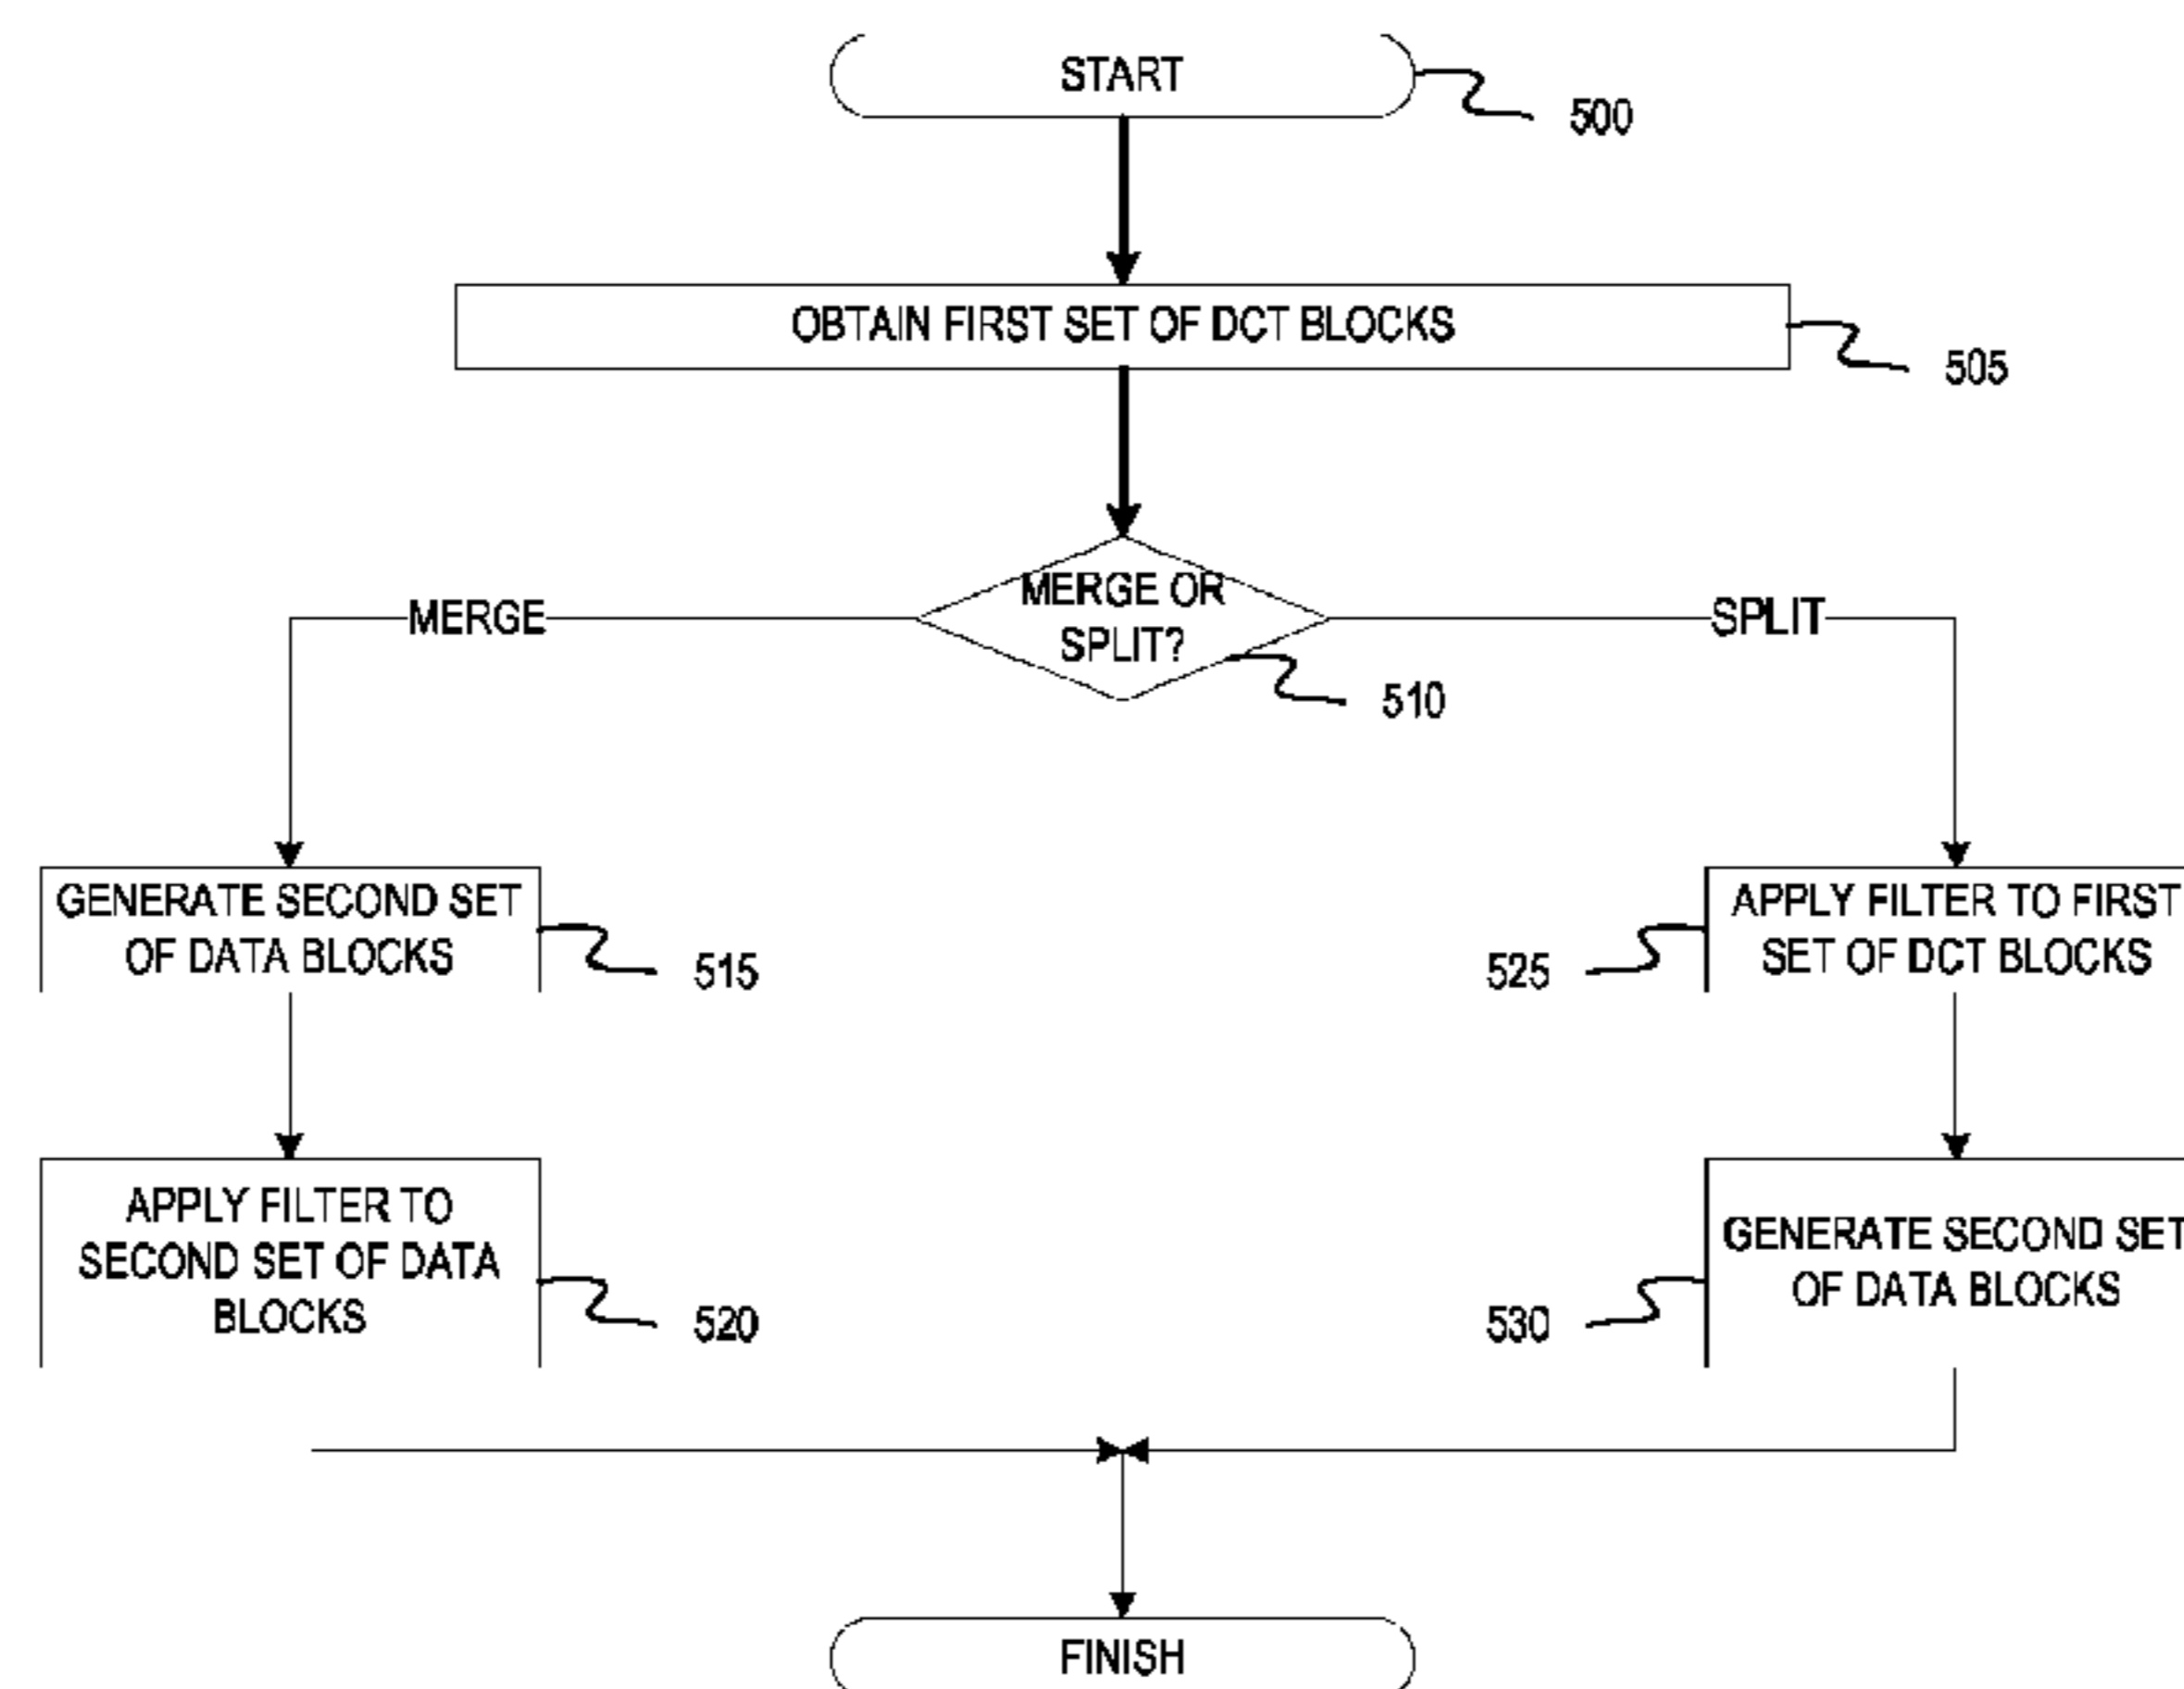 START
500
OBTAIN FIRST SET OF DCT BLOCKS
505
MERGE OR
SPLIT?
510
MERGE
SPLIT
GENERATE SECOND SET
OF DATA BLOCKS
515
APPLY FILTER TO FIRST
SET OF DCT BLOCKS
525
APPLY FILTER TO
SECOND SET OF DATA
BLOCKS
520
GENERATE SECOND SET
OF DATA BLOCKS
530
FINISH